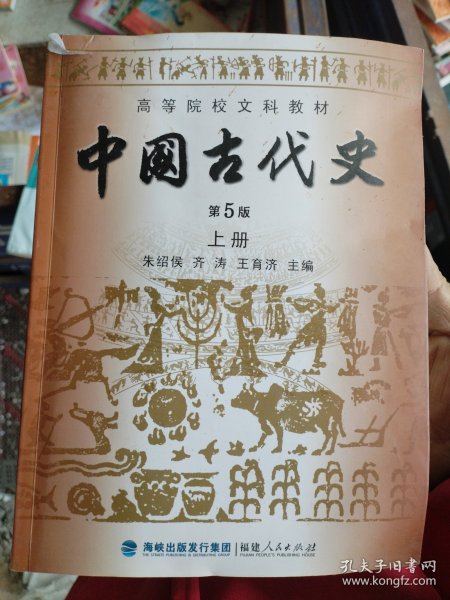 高等院校文科教材
中國古代史
第5版
上册
朱绍侯 齐涛 王育济 主编
海峡出版发行集团 福建人民出版社
THE STRAITS PUBLISHING & DISTRIBUTING GROUP FUJIAN PEOPLE'S PUBLISHING HOUSE
孔夫子旧书网
www.kongfz.com